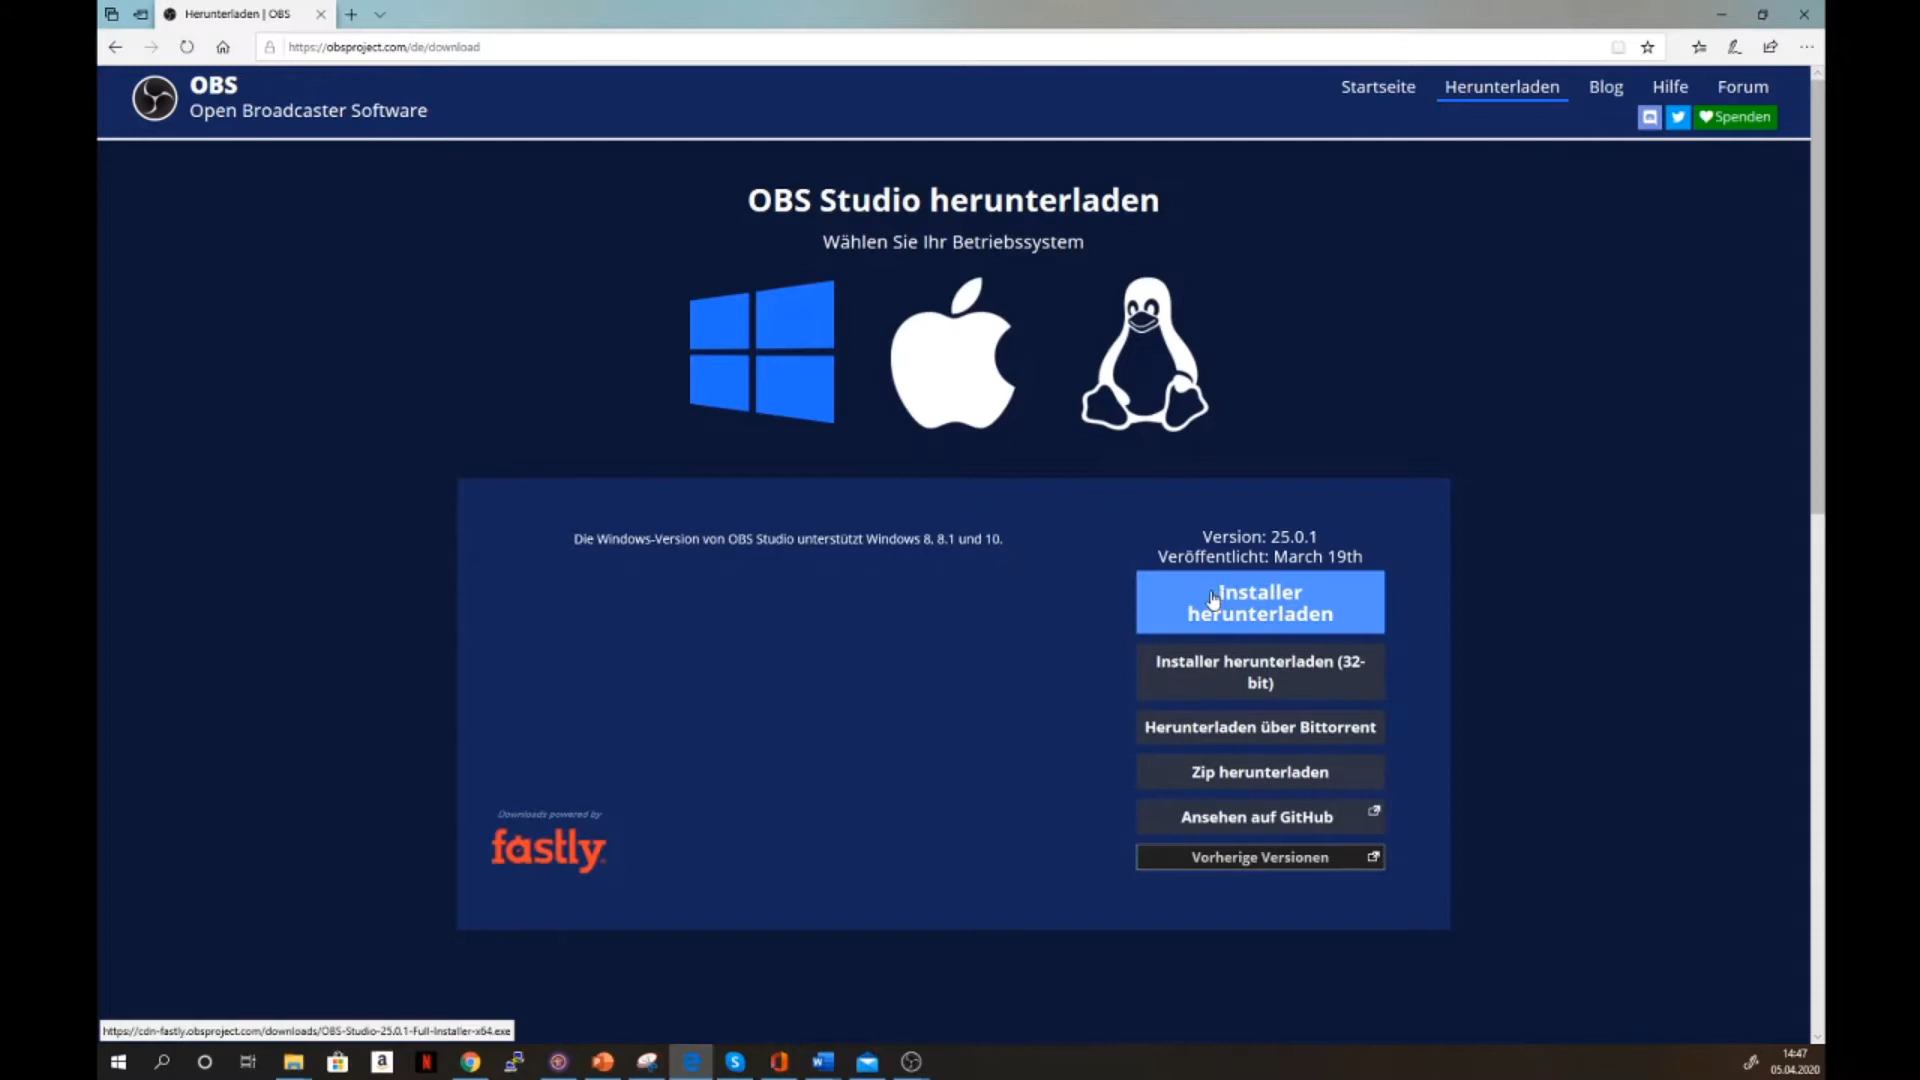 Herunterladen | OBS
https://obsproject.com/de/download
OBS
Open Broadcaster Software
Startseite
Herunterladen
Blog
Hilfe
Forum
Spenden
OBS Studio herunterladen
Wählen Sie Ihr Betriebssystem
Die Windows-Version von OBS Studio unterstützt Windows 8, 8.1 und 10.
Version: 25.0.1
Veröffentlicht: March 19th
Installer
herunterladen
Installer herunterladen (32-
bit)
Herunterladen über Bittorrent
Zip herunterladen
Ansehen auf GitHub
Vorherige Versionen
Downloads powered by
fastly
https://cdn-fastly.obsproject.com/downloads/OBS-Studio-25.0.1-Full-Installer-x64.exe
14:47
05.04.2020